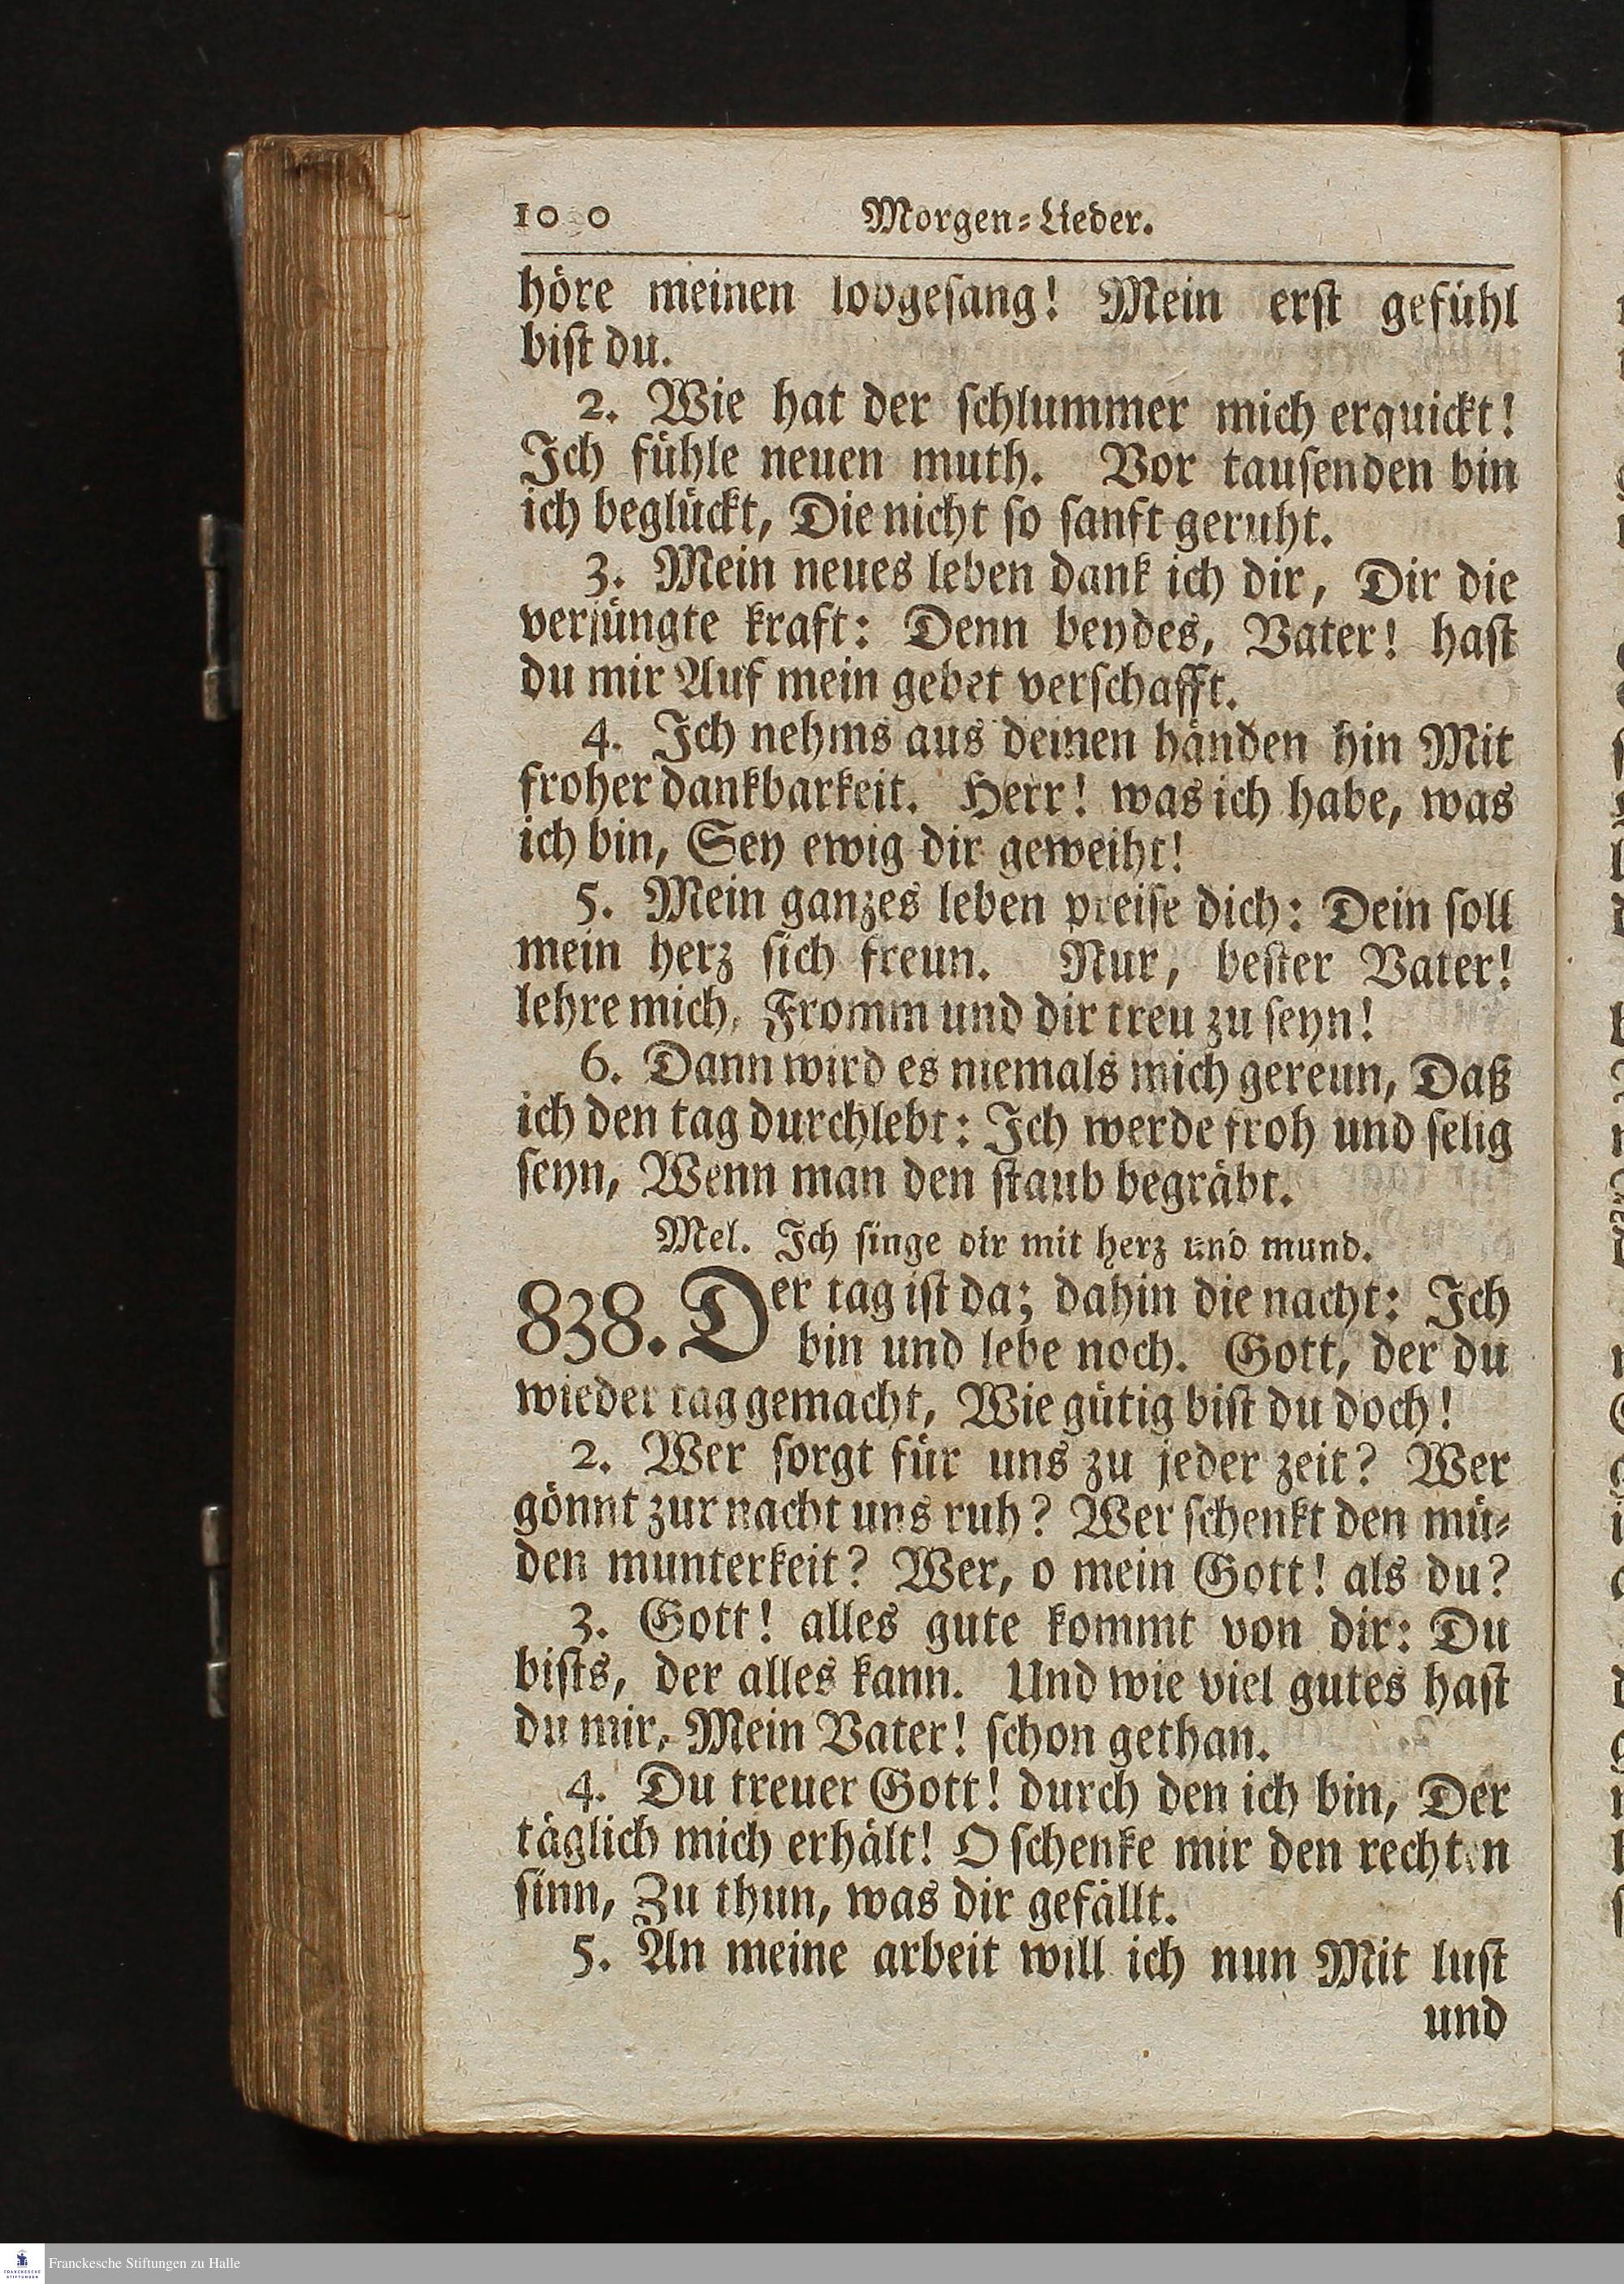 Morgen-Lieder.
höre meinen lobgesang! Mein erst gefühl
bist du.
2. Wie hat der schlummer mich erquickt!
Ich fühle neuen muth. Vor tausenden bin
ich beglückt, Die nicht so sanft geruht.
3. Mein neues leben dank ich dir, Dir die
verjüngte kraft: Denn beydes, Vater! hast
du mir Auf mein gebet verschafft.
4. Ich nehms aus deinen händen hin Mit
froher dankbarkeit. Herr! was ich habe, was
ich bin, Sey ewig dir geweiht!
5. Mein ganzes leben preise dich: Dein soll
mein herz sich freun. Nur, bester Vater!
lehre mich, Fromm und dir treu zu seyn!
6. Dann wird es niemals mich gereun, Daß
ich den tag durchlebt: Ich werde froh und selig
seyn, Wenn man den staub begräbt.
Mel. Ich singe dir mit herz und mund.
838. Der tag ist da; dahin die nacht: Ich
bin und lebe noch. Gott, der du
wieder tag gemacht, Wie gütig bist du doch!
2. Wer sorgt für uns zu jeder zeit? Wer
gönnt zur nacht uns ruh? Wer schenkt den mü-
den munterkeit? Wer, o mein Gott! als du?
3. Gott! alles gute kommt von dir: Du
bists, der alles kann. Und wie viel gutes hast
du mir, Mein Vater! schon gethan.
4. Du treuer Gott! durch den ich bin, Der
täglich mich erhält! O schenke mir den rechten
sinn, Zu thun, was dir gefällt.
5. An meine arbeit will ich nun Mit lust
und
Franckesche Stiftungen zu Halle